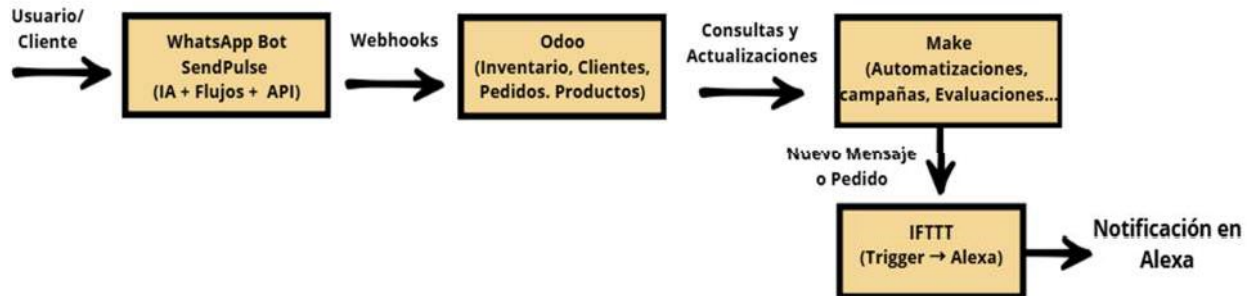 Usuario/
Cliente
WhatsApp Bot
SendPulse
(IA + Flujos + API)
Webhooks
Odoo
(Inventario, Clientes,
Pedidos. Productos)
Consultas y
Actualizaciones
Make
(Automatizaciones,
campañas, Evaluaciones...
Nuevo Mensaje
o Pedido
IFTTT
(Trigger → Alexa)
Notificación en
Alexa